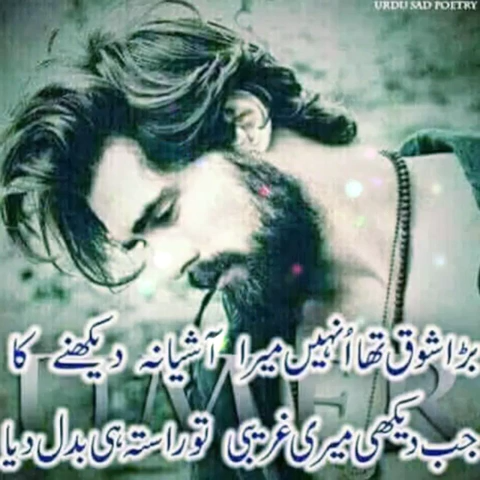 URDU SAD POETRY
بڑا شوق تھا اُنہیں میرا آشیانہ دیکھنے کا
جب دیکھی میری غریبی تو راستہ ہی بدل دیا